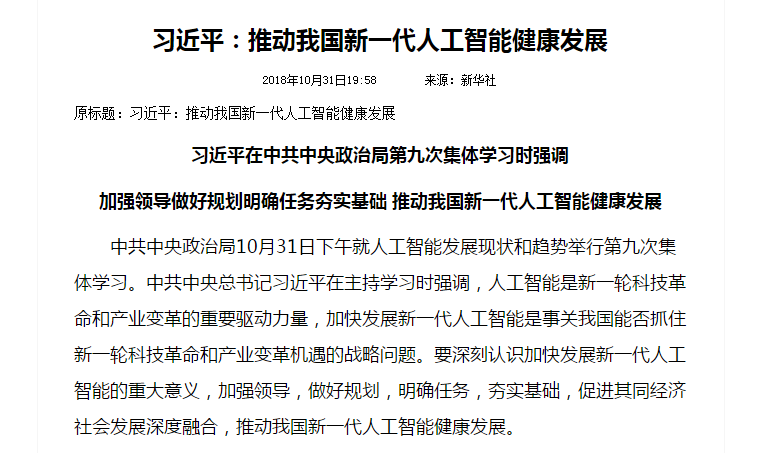 习近平：推动我国新一代人工智能健康发展
2018年10月31日19:58 来源：新华社
原标题：习近平：推动我国新一代人工智能健康发展
习近平在中共中央政治局第九次集体学习时强调
加强领导做好规划明确任务夯实基础 推动我国新一代人工智能健康发展
中共中央政治局10月31日下午就人工智能发展现状和趋势举行第九次集
体学习。中共中央总书记习近平在主持学习时强调，人工智能是新一轮科技革
命和产业变革的重要驱动力量，加快发展新一代人工智能是事关我国能否抓住
新一轮科技革命和产业变革机遇的战略问题。要深刻认识加快发展新一代人工
智能的重大意义，加强领导，做好规划，明确任务，夯实基础，促进其同经济
社会发展深度融合，推动我国新一代人工智能健康发展。